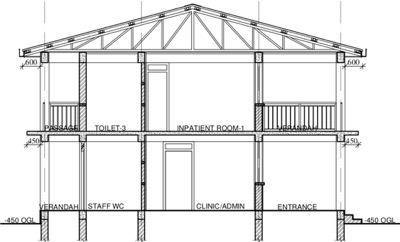 600 600
PASSAGE TOILET-3 INPATIENT ROOM-1 VERANDAH
450 450
VERANDAH STAFF WC CLINIC/ADMIN ENTRANCE
-450 OGL -450 OGL